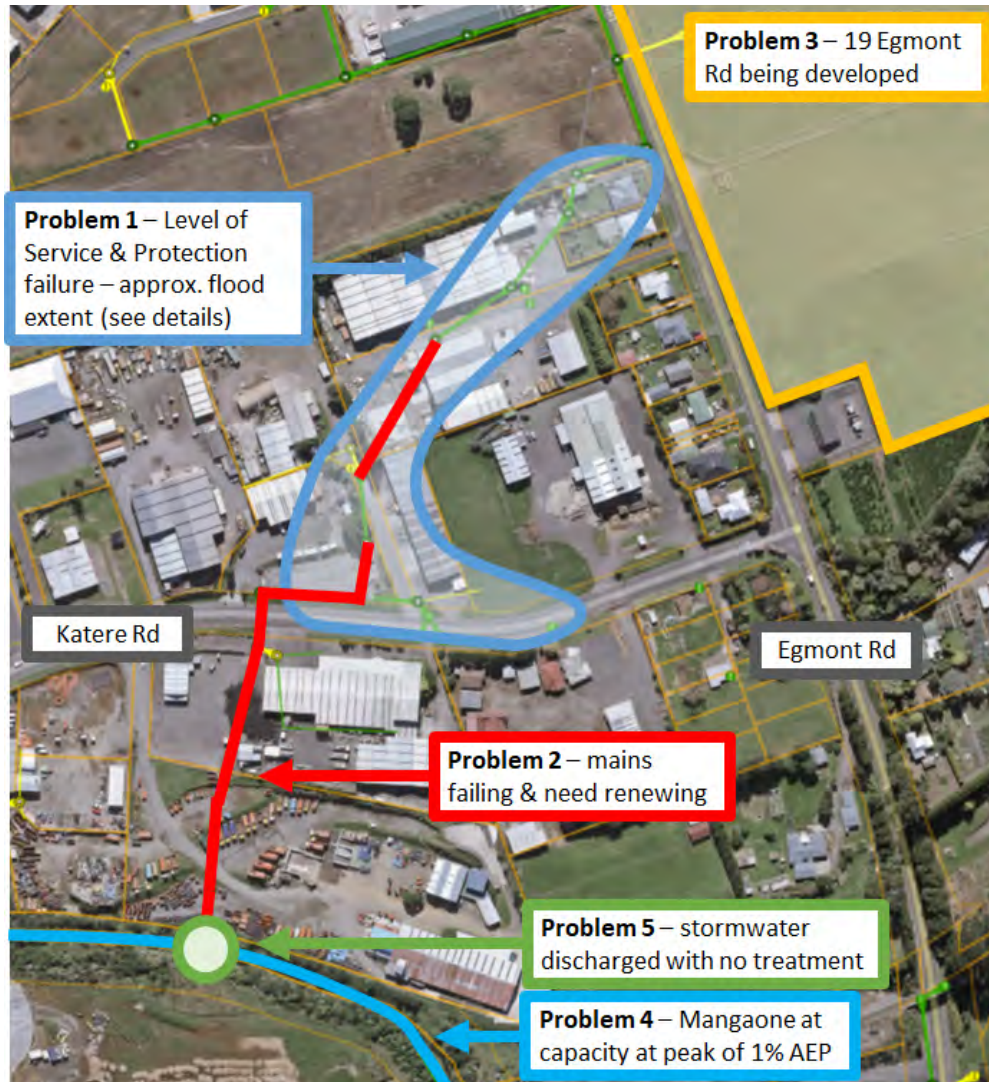 Problem 3 – 19 Egmont
Rd being developed
Problem 1 – Level of
Service & Protection
failure – approx. flood
extent (see details)
Katere Rd
Egmont Rd
Problem 2 – mains
failing & need renewing
Problem 5 – stormwater
discharged with no treatment
Problem 4 – Mangaone at
capacity at peak of 1% AEP